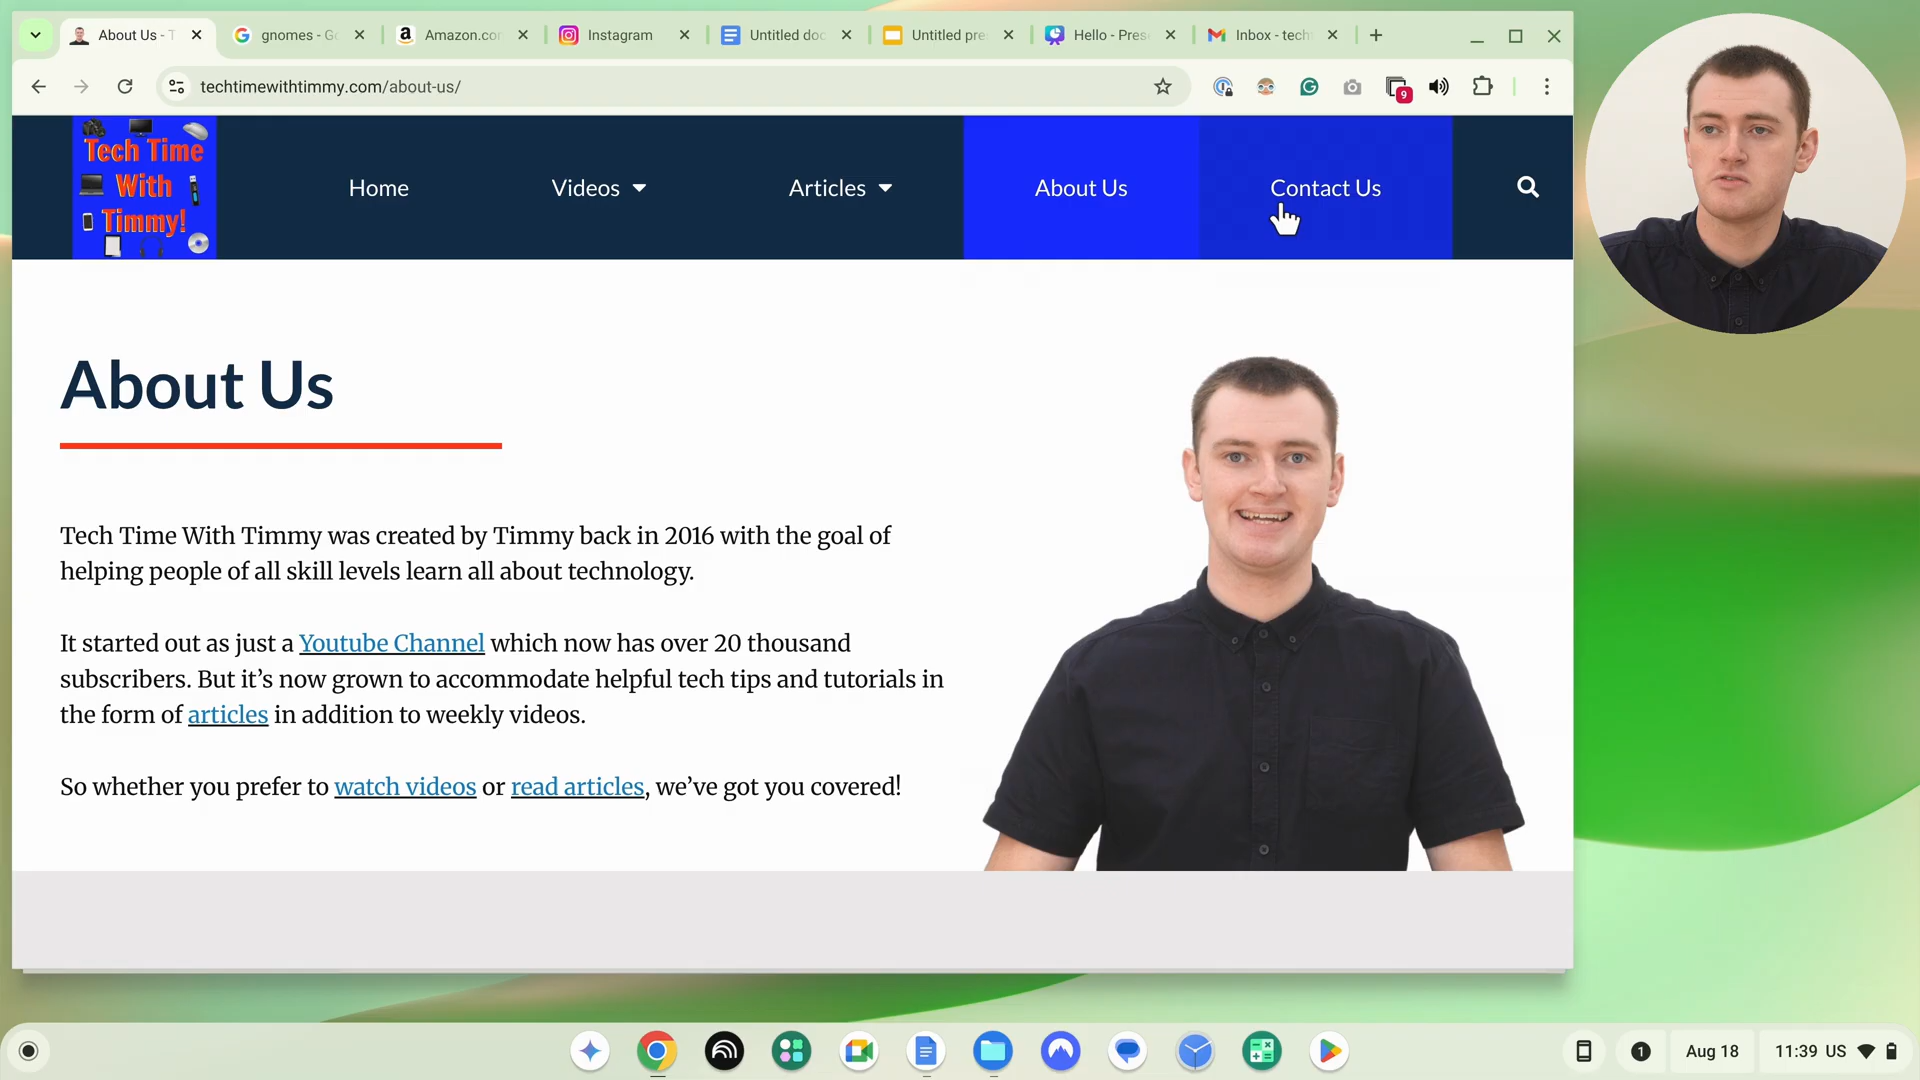 About Us - T
gnomes - Go
Amazon.co
Instagram
Untitled doc
Untitled pre
Hello - Pres
Inbox - tech
techtimewithtimmy.com/about-us/
9
Tech Time
With
Timmy!
Home
Videos
Articles
About Us
Contact Us
About Us
Tech Time With Timmy was created by Timmy back in 2016 with the goal of
helping people of all skill levels learn all about technology.
It started out as just a Youtube Channel which now has over 20 thousand
subscribers. But it’s now grown to accommodate helpful tech tips and tutorials in
the form of articles in addition to weekly videos.
So whether you prefer to watch videos or read articles, we’ve got you covered!
1
Aug 18
11:39 US